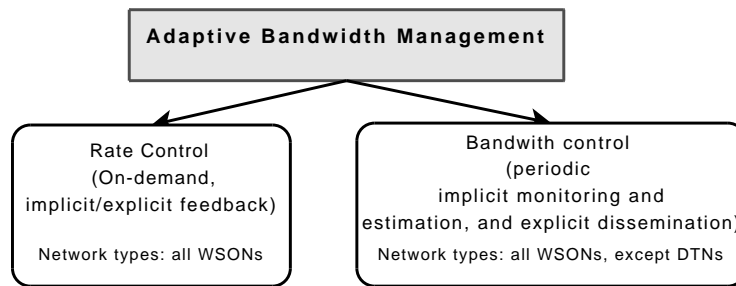 Adaptive Bandwidth Management
Rate Control
(On-demand,
implicit/explicit feedback)
Network types: all WSONs
Bandwith control
(periodic
implicit monitoring and
estimation, and explicit dissemination)
Network types: all WSONs, except DTNs